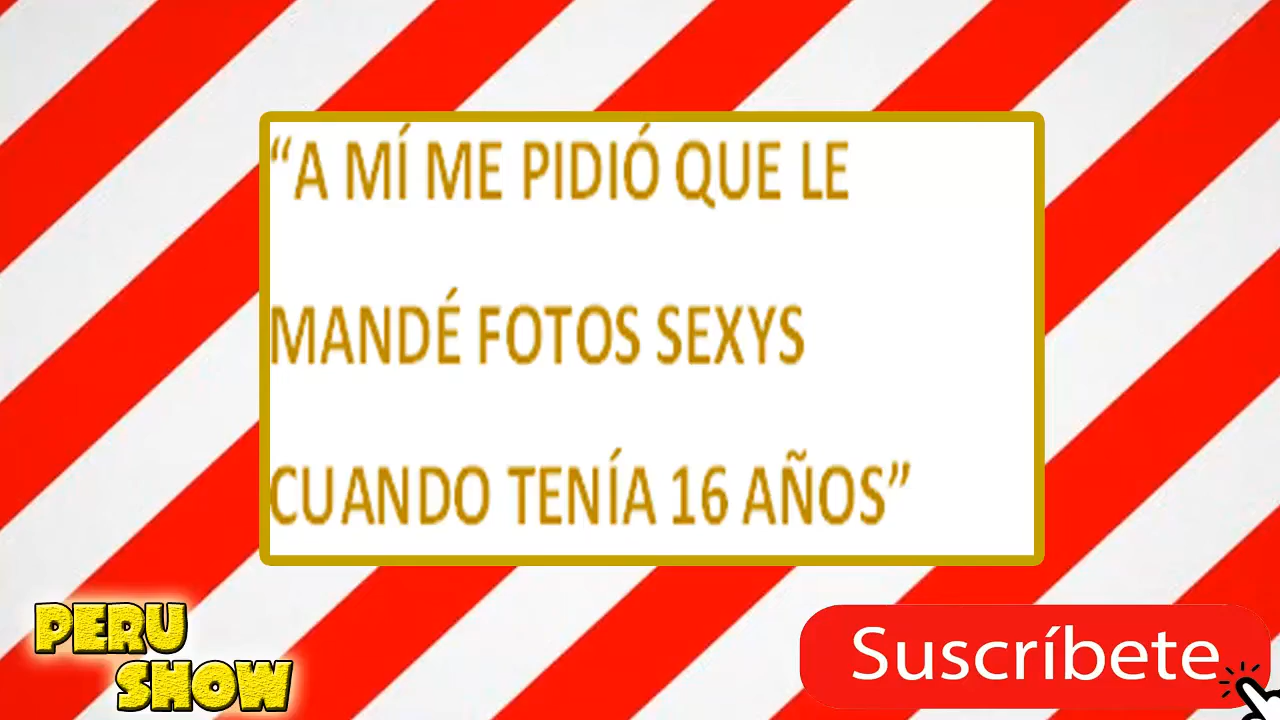 “A MÍ ME PIDIÓ QUE LE
MANDÉ FOTOS SEXYS
CUANDO TENÍA 16 AÑOS”
PERU
SHOW
Suscríbete